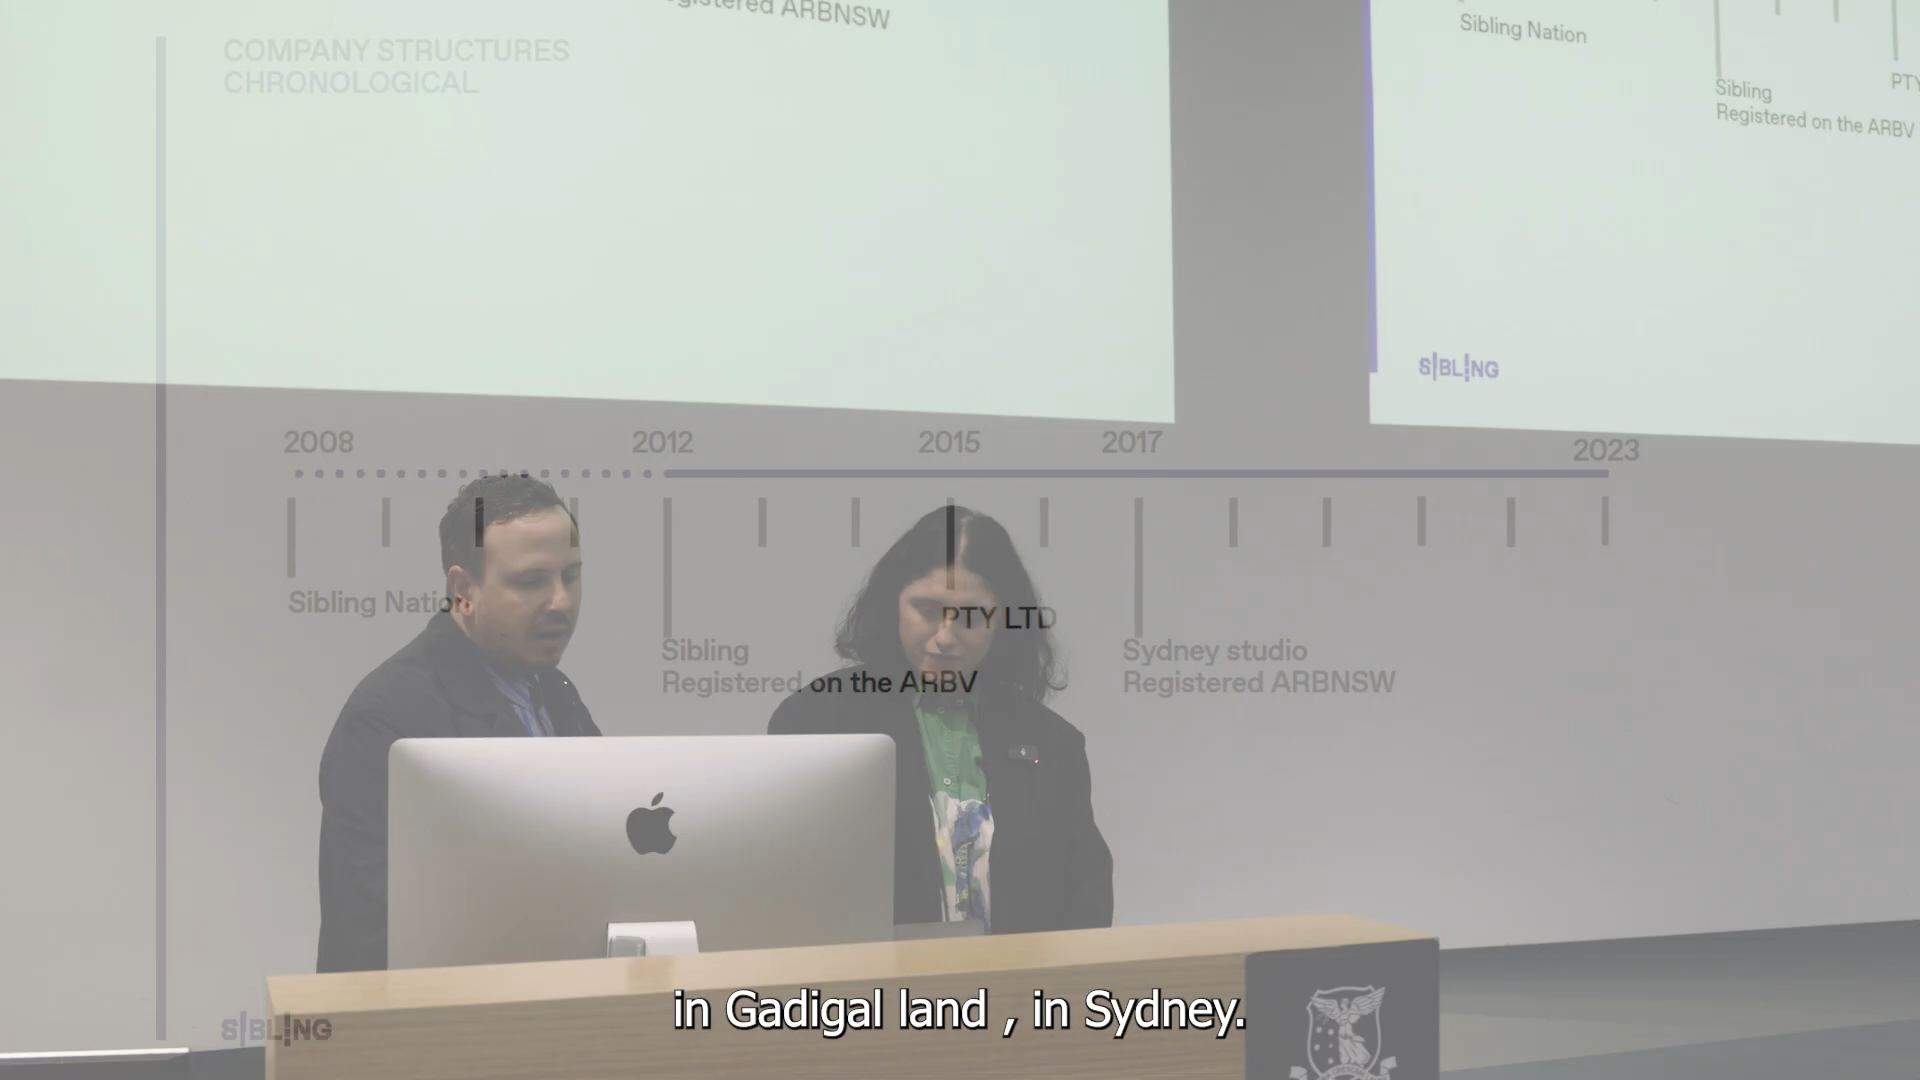 gistered ARBNSW
Sibling Nation
PTY
Sibling
Registered on the ARBV
COMPANY STRUCTURES
CHRONOLOGICAL
S|BL!NG
2008
2012
2015
2017
2023
Sibling Natio
PTY LTD
Sibling
Registered on the ARBV
Sydney studio
Registered ARBNSW
in Gadigal land , in Sydney.
S|BL!NG